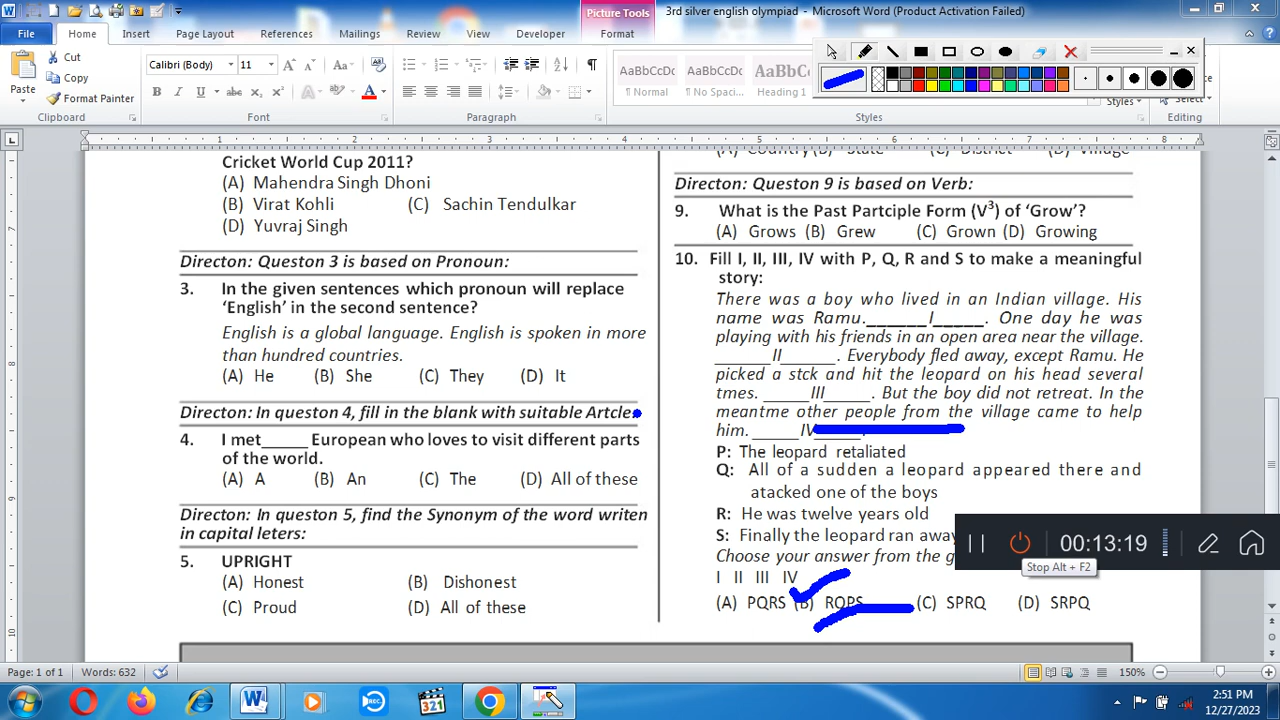 3rd silver english olympiad - Microsoft Word (Product Activation Failed)
Picture Tools
File Home Insert Page Layout References Mailings Review View Developer Format
Cut
Copy
Format Painter
Paste
Clipboard
Calibri (Body) 11
Font
Paragraph
AaBbCcDc AaBbCcDc AaBbC
¶ Normal ¶ No Spaci... Heading 1
Styles
Styles
Select
Editing
Cricket World Cup 2011?
(A) Mahendra Singh Dhoni
(B) Virat Kohli (C) Sachin Tendulkar
(D) Yuvraj Singh
Directon: Queston 3 is based on Pronoun:
3. In the given sentences which pronoun will replace
‘English’ in the second sentence?
English is a global language. English is spoken in more
than hundred countries.
(A) He (B) She (C) They (D) It
Directon: In queston 4, fill in the blank with suitable Artcle
4. I met_____ European who loves to visit different parts
of the world.
(A) A (B) An (C) The (D) All of these
Directon: In queston 5, find the Synonym of the word writen
in capital leters:
5. UPRIGHT
(A) Honest (B) Dishonest
(C) Proud (D) All of these
(A) Country (B) State (C) District (D) Village
Directon: Queston 9 is based on Verb:
9. What is the Past Partciple Form (V3) of ‘Grow’?
(A) Grows (B) Grew (C) Grown (D) Growing
10. Fill I, II, III, IV with P, Q, R and S to make a meaningful
story:
There was a boy who lived in an Indian village. His
name was Ramu.______I_____. One day he was
playing with his friends in an open area near the village.
______II______. Everybody fled away, except Ramu. He
picked a stck and hit the leopard on his head several
tmes. _____III_____. But the boy did not retreat. In the
meantme other people from the village came to help
him. _____IV_____.
P: The leopard retaliated
Q: All of a sudden a leopard appeared there and
atacked one of the boys
R: He was twelve years old
S: Finally the leopard ran away
Choose your answer from the g
I II III IV
(A) PQRS (B) RQPS (C) SPRQ (D) SRPQ
00:13:19
Stop Alt + F2
Page: 1 of 1 Words: 632 150%
2:51 PM
12/27/2023